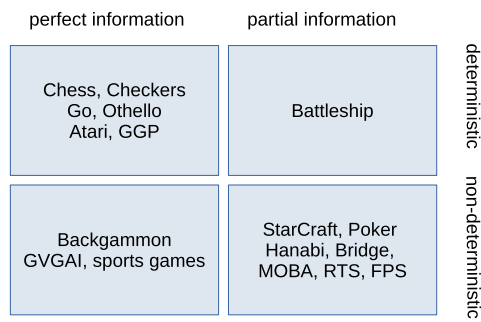 perfect information
partial information
Chess, Checkers
Go, Othello
Atari, GGP
Battleship
deterministic
Backgammon
GVGAI, sports games
StarCraft, Poker
Hanabi, Bridge,
MOBA, RTS, FPS
non-deterministic